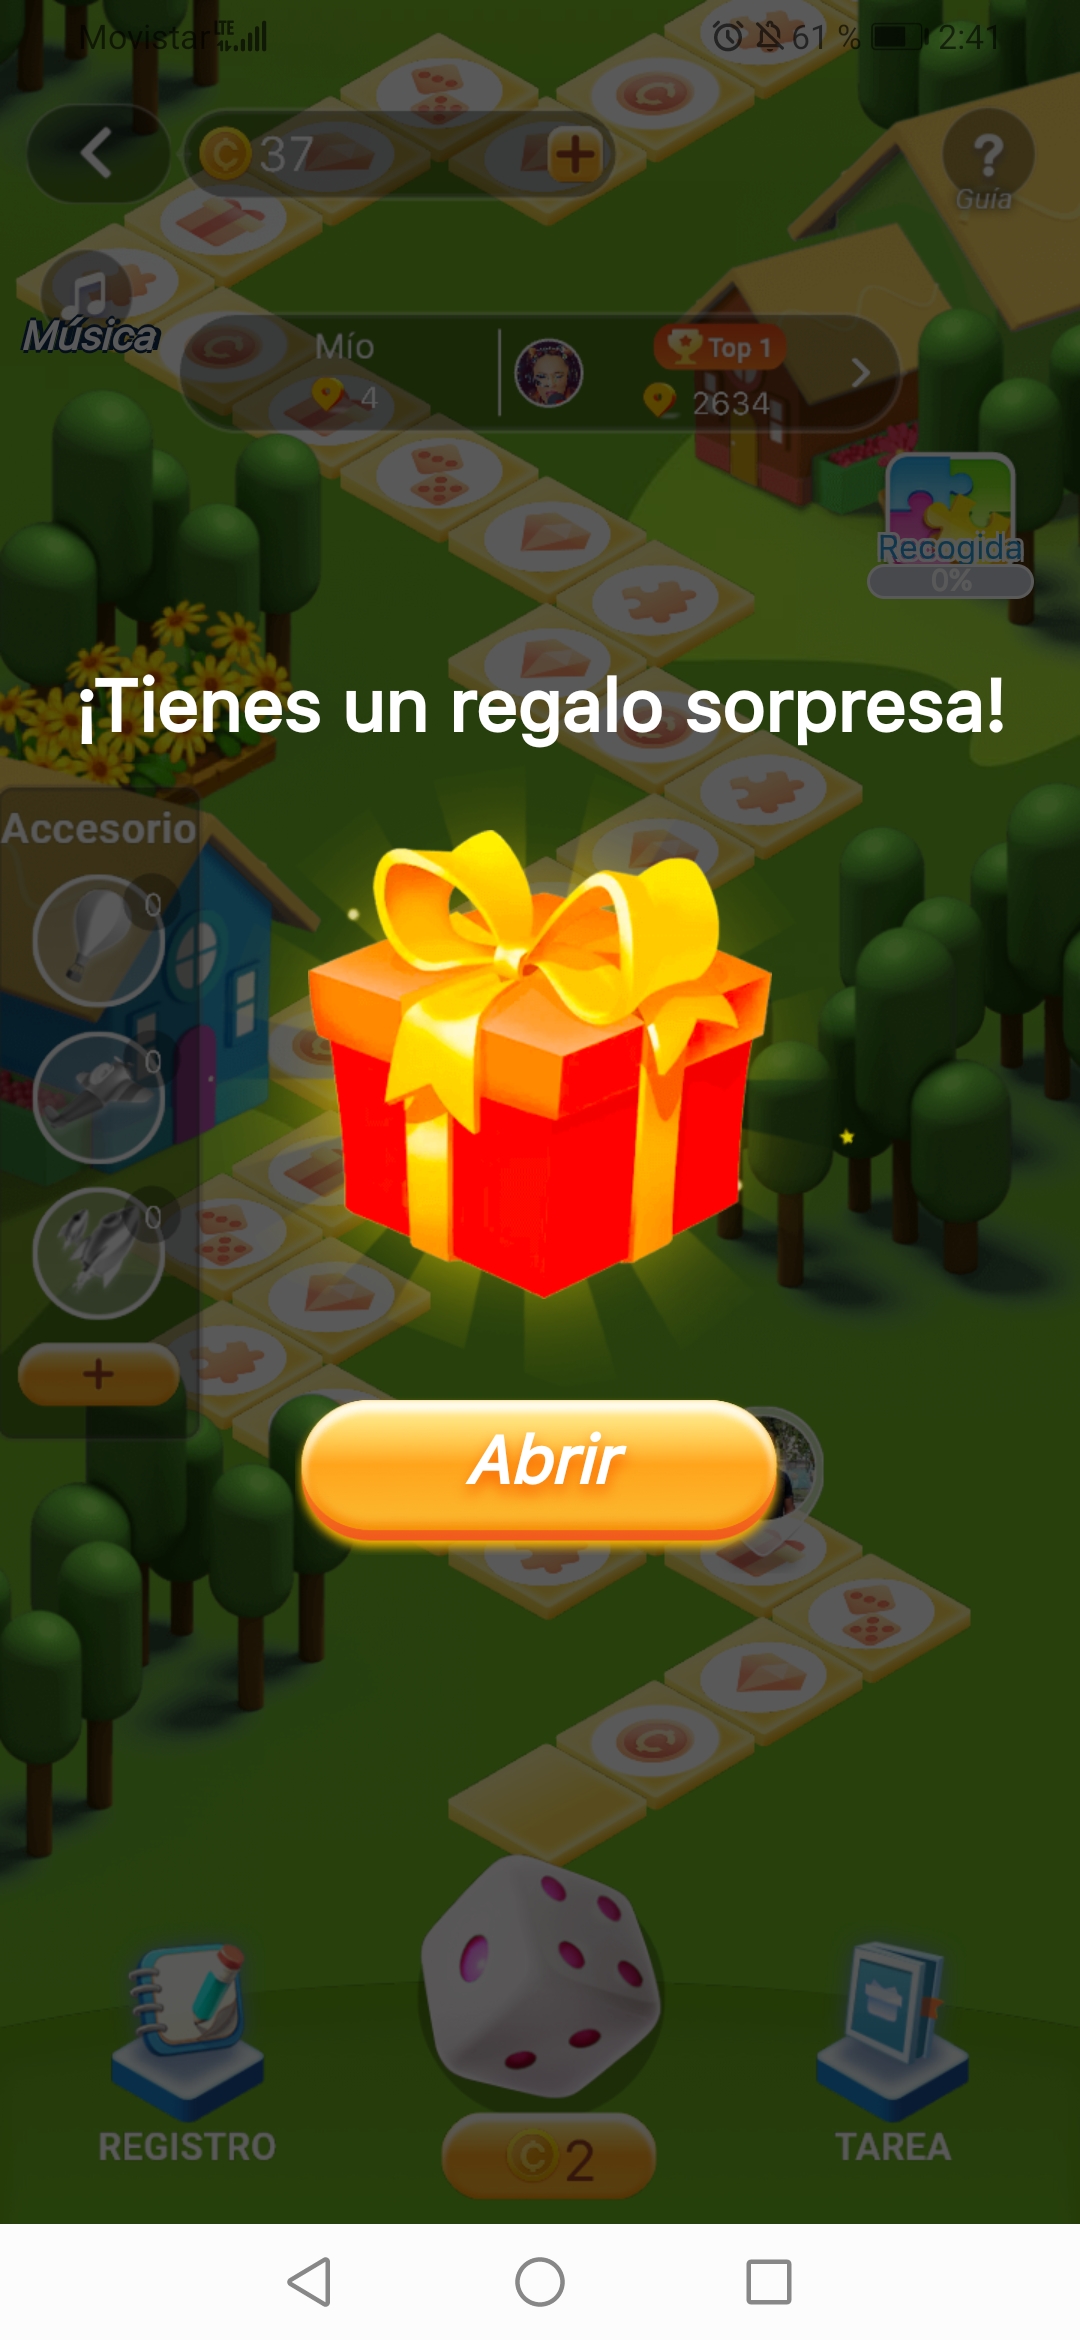 Movistar LTE 61 % 2:41
37
Guía
Música
Mío
4
Top 1
2634
Recogida
0%
¡Tienes un regalo sorpresa!
Accesorio
0
0
0
Abrir
REGISTRO
2
TAREA